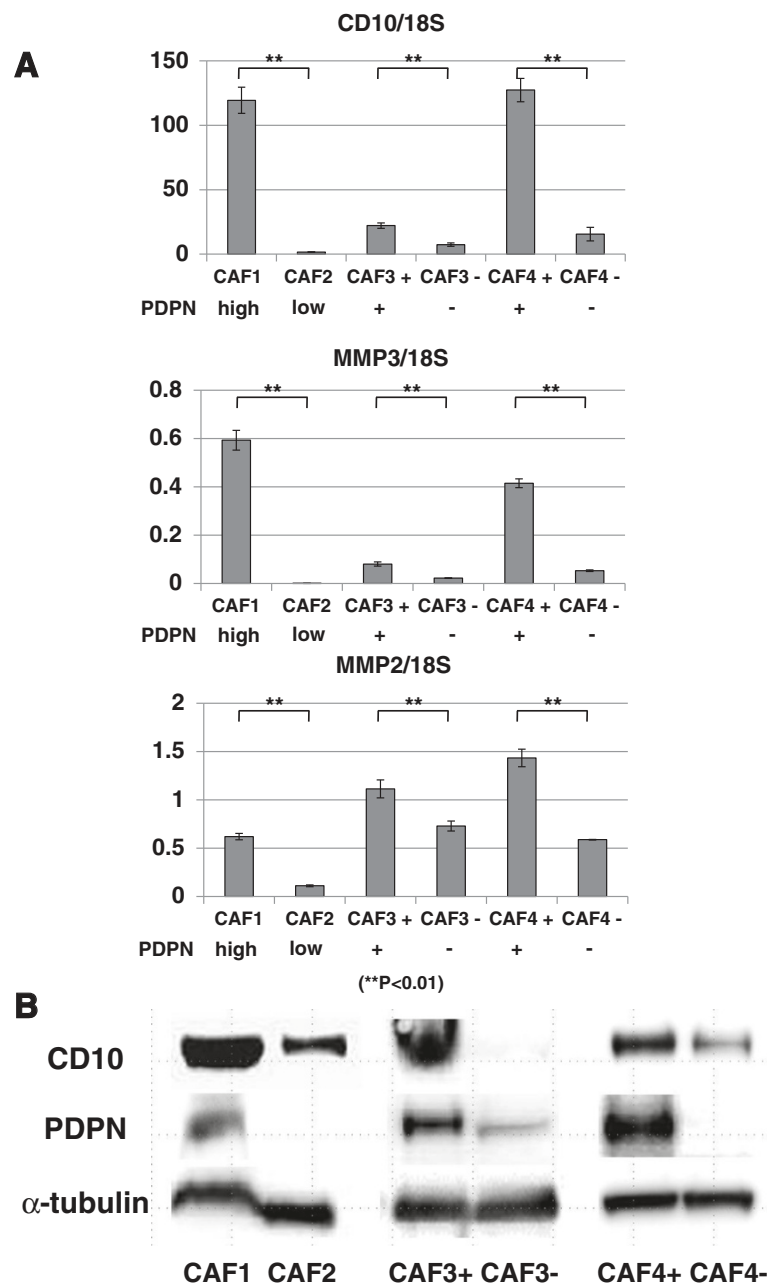 CD10/18S
A
** ** **
150
100
50
0
CAF1 CAF2 CAF3 + CAF3 - CAF4 + CAF4 -
PDPN high low + - + -
MMP3/18S
** ** **
0.8
0.6
0.4
0.2
0
CAF1 CAF2 CAF3 + CAF3 - CAF4 + CAF4 -
PDPN high low + - + -
MMP2/18S
** ** **
2
1.5
1
0.5
0
CAF1 CAF2 CAF3 + CAF3 - CAF4 + CAF4 -
PDPN high low + - + -
(**P<0.01)
B
CD10
PDPN
α-tubulin
CAF1 CAF2 CAF3+ CAF3- CAF4+ CAF4-